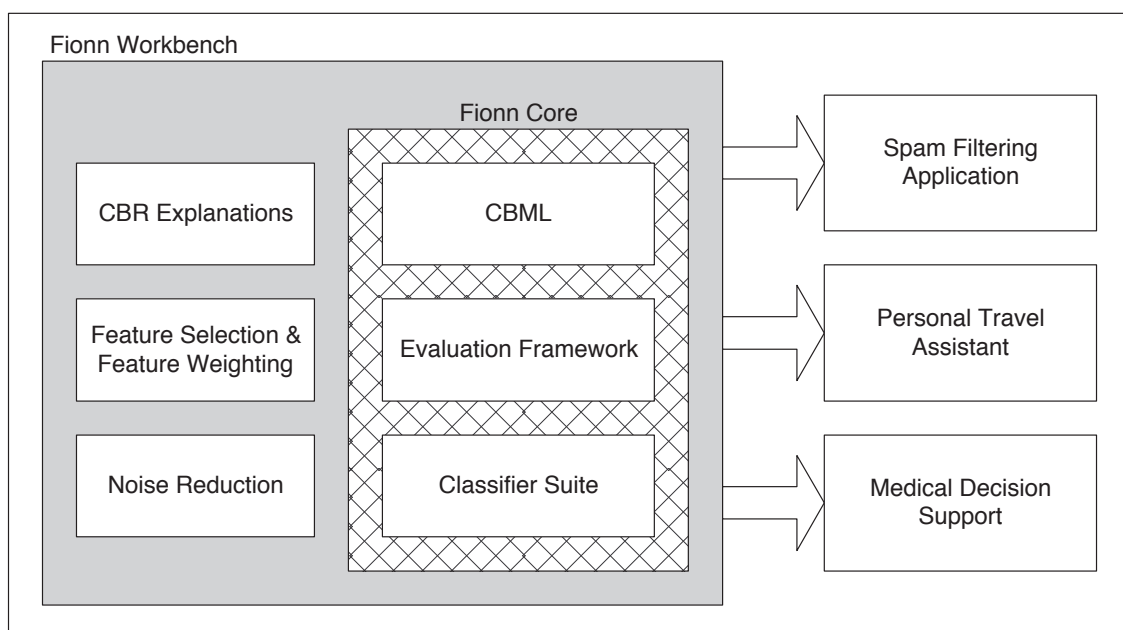 Fionn Workbench
Fionn Core
CBR Explanations
CBML
Feature Selection &
Feature Weighting
Evaluation Framework
Noise Reduction
Classifier Suite
Spam Filtering
Application
Personal Travel
Assistant
Medical Decision
Support